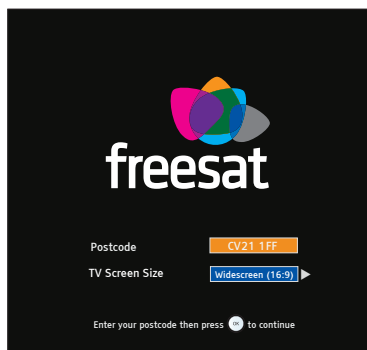 freesat
Postcode CV21 1FF
TV Screen Size Widescreen (16:9)
Enter your postcode then press OK to continue